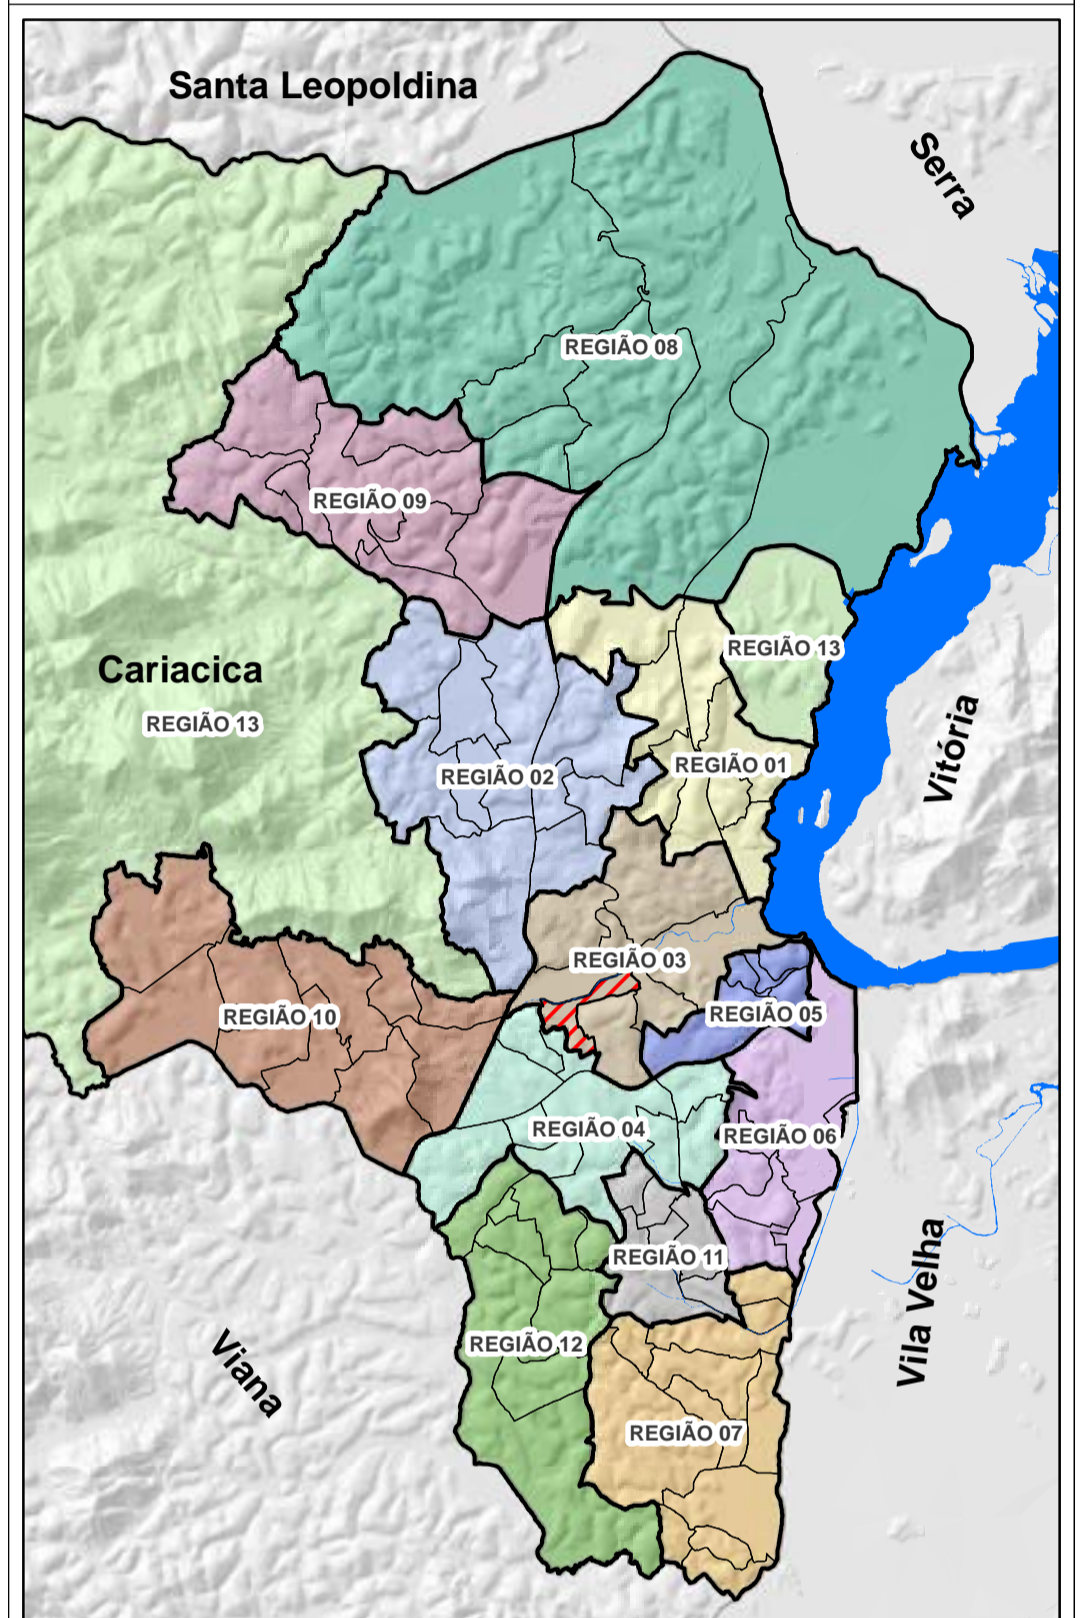 Santa Leopoldina
Serra
REGIÃO 08
REGIÃO 09
REGIÃO 13
Cariacica
REGIÃO 13
Vitória
REGIÃO 01
REGIÃO 02
REGIÃO 03
REGIÃO 05
REGIÃO 10
REGIÃO 04
REGIÃO 06
REGIÃO 11
Vila Velha
REGIÃO 12
Viana
REGIÃO 07